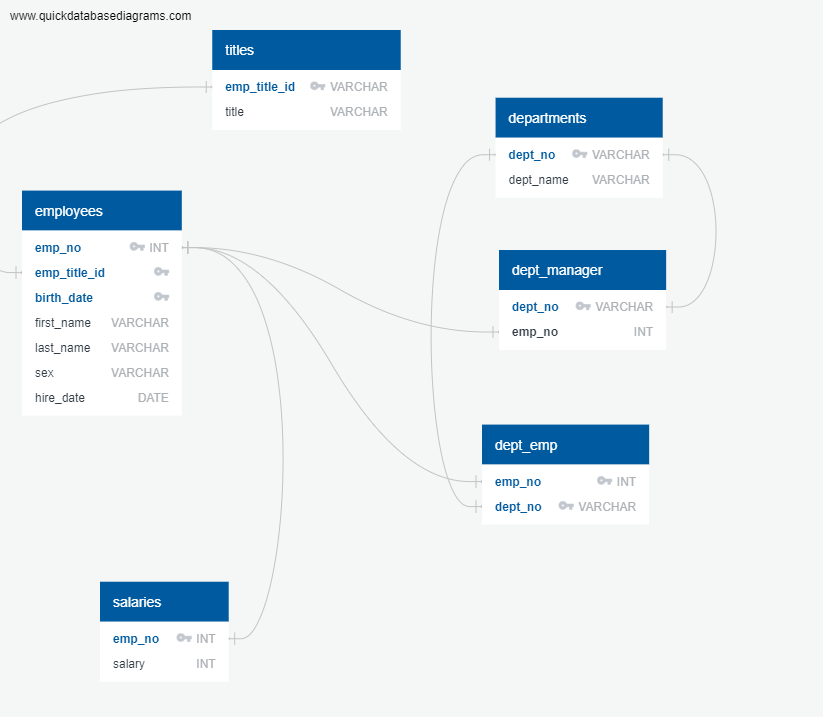 www.quickdatabasediagrams.com
titles
emp_title_id VARCHAR
title VARCHAR
departments
dept_no VARCHAR
dept_name VARCHAR
employees
emp_no INT
emp_title_id
birth_date
first_name VARCHAR
last_name VARCHAR
sex VARCHAR
hire_date DATE
dept_manager
dept_no VARCHAR
emp_no INT
dept_emp
emp_no INT
dept_no VARCHAR
salaries
emp_no INT
salary INT